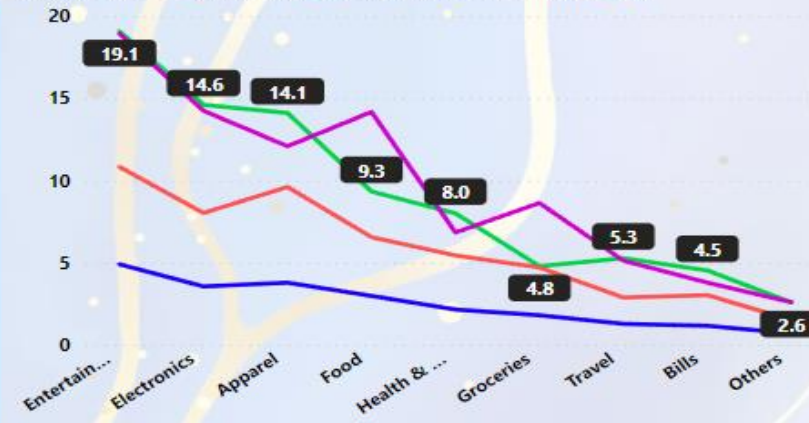 20
19.1
14.6
14.1
15
10
9.3
8.0
5.3
4.5
5
4.8
2.6
0
Entertain...
Electronics
Apparel
Food
Health & ...
Groceries
Travel
Bills
Others